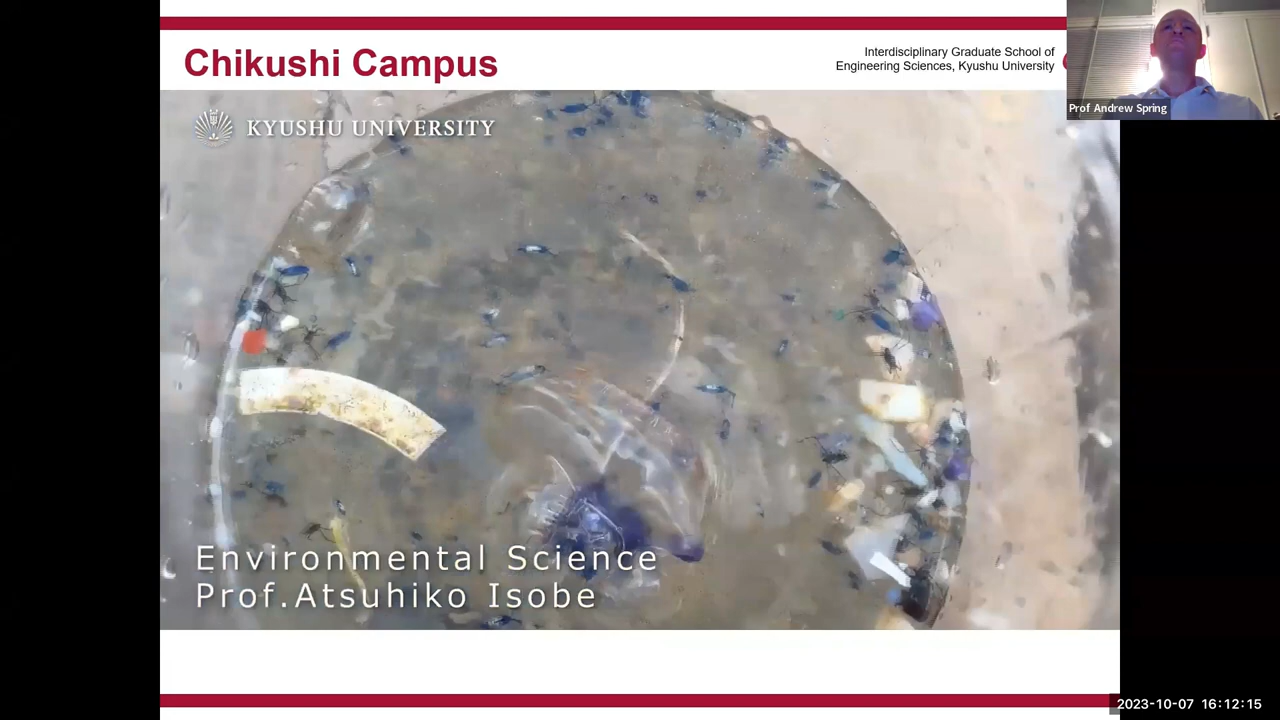 Chikushi Campus
Interdisciplinary Graduate School of
Engineering Sciences, Kyushu University
Prof Andrew Spring
KYUSHU UNIVERSITY
Environmental Science
Prof.Atsuhiko Isobe
2023-10-07 16:12:15